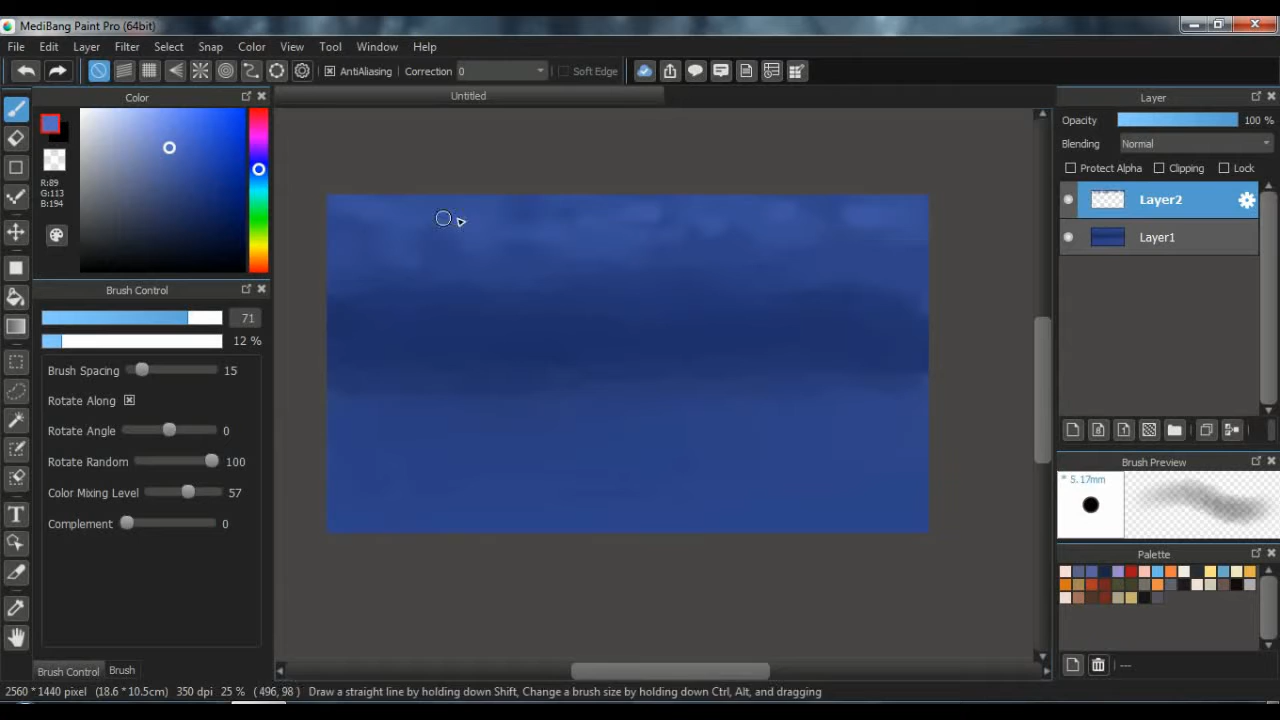 MediBang Paint Pro (64bit)
File Edit Layer Filter Select Snap Color View Tool Window Help
AntiAliasing Correction 0 Soft Edge
Color
Untitled
Layer
R:89
G:113
B:194
Opacity 100 %
Blending Normal
Protect Alpha Clipping Lock
Layer2
Layer1
Brush Control
71
12 %
Brush Spacing 15
Rotate Along
Rotate Angle 0
Rotate Random 100
Color Mixing Level 57
Complement 0
Brush Preview
* 5.17mm
Palette
---
Brush Control Brush
2560 * 1440 pixel (18.6 * 10.5cm) 350 dpi 25 % ( 496, 98 ) Draw a straight line by holding down Shift, Change a brush size by holding down Ctrl, Alt, and dragging